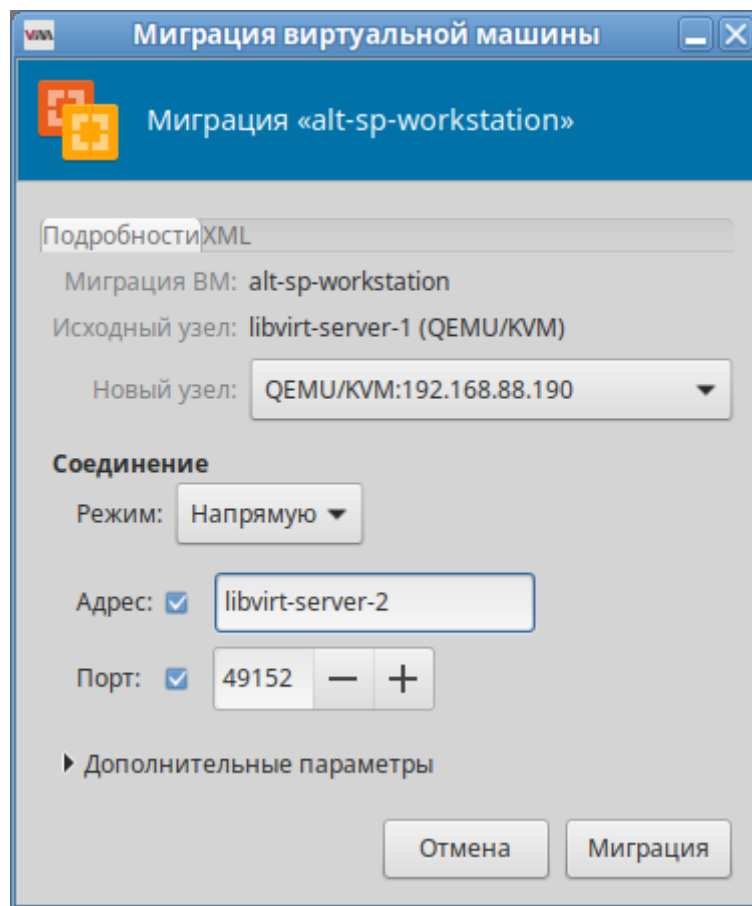 Миграция виртуальной машины
Миграция «alt-sp-workstation»
Подробности XML
Миграция ВМ: alt-sp-workstation
Исходный узел: libvirt-server-1 (QEMU/KVM)
Новый узел: QEMU/KVM:192.168.88.190
Соединение
Режим: Напрямую
Адрес: libvirt-server-2
Порт: 49152
Дополнительные параметры
Отмена Миграция